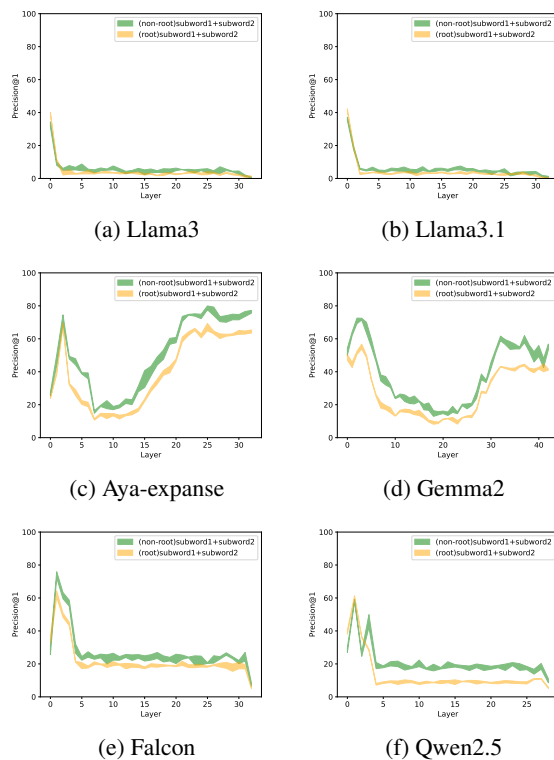 100
80
60
40
20
0
Precision@1
0 5 10 15 20 25 30
Layer
(non-root)subword1+subword2
(root)subword1+subword2
(a) Llama3
100
80
60
40
20
0
Precision@1
0 5 10 15 20 25 30
Layer
(non-root)subword1+subword2
(root)subword1+subword2
(b) Llama3.1
100
80
60
40
20
0
Precision@1
0 5 10 15 20 25 30
Layer
(non-root)subword1+subword2
(root)subword1+subword2
(c) Aya-expanse
100
80
60
40
20
0
Precision@1
0 10 20 30 40
Layer
(non-root)subword1+subword2
(root)subword1+subword2
(d) Gemma2
100
80
60
40
20
0
Precision@1
0 5 10 15 20 25 30
Layer
(non-root)subword1+subword2
(root)subword1+subword2
(e) Falcon
100
80
60
40
20
0
Precision@1
0 5 10 15 20 25
Layer
(non-root)subword1+subword2
(root)subword1+subword2
(f) Qwen2.5